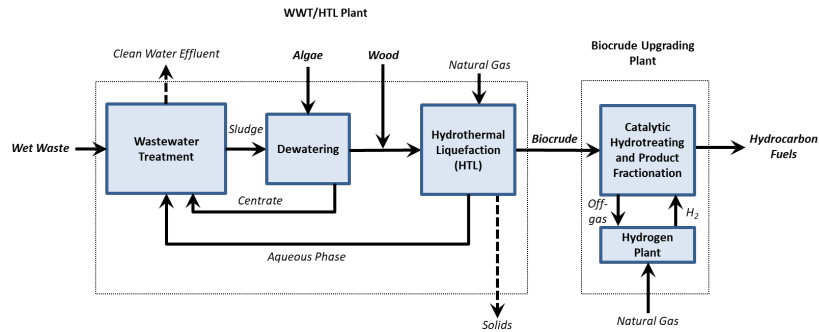 WWT/HTL Plant
Biocrude Upgrading
Plant
Clean Water Effluent
Algae
Wood
Natural Gas
Wet Waste
Wastewater
Treatment
Sludge
Dewatering
Hydrothermal
Liquefaction
(HTL)
Biocrude
Catalytic
Hydrotreating
and Product
Fractionation
Hydrocarbon
Fuels
Centrate
Off-
gas
H2
Hydrogen
Plant
Aqueous Phase
Solids
Natural Gas